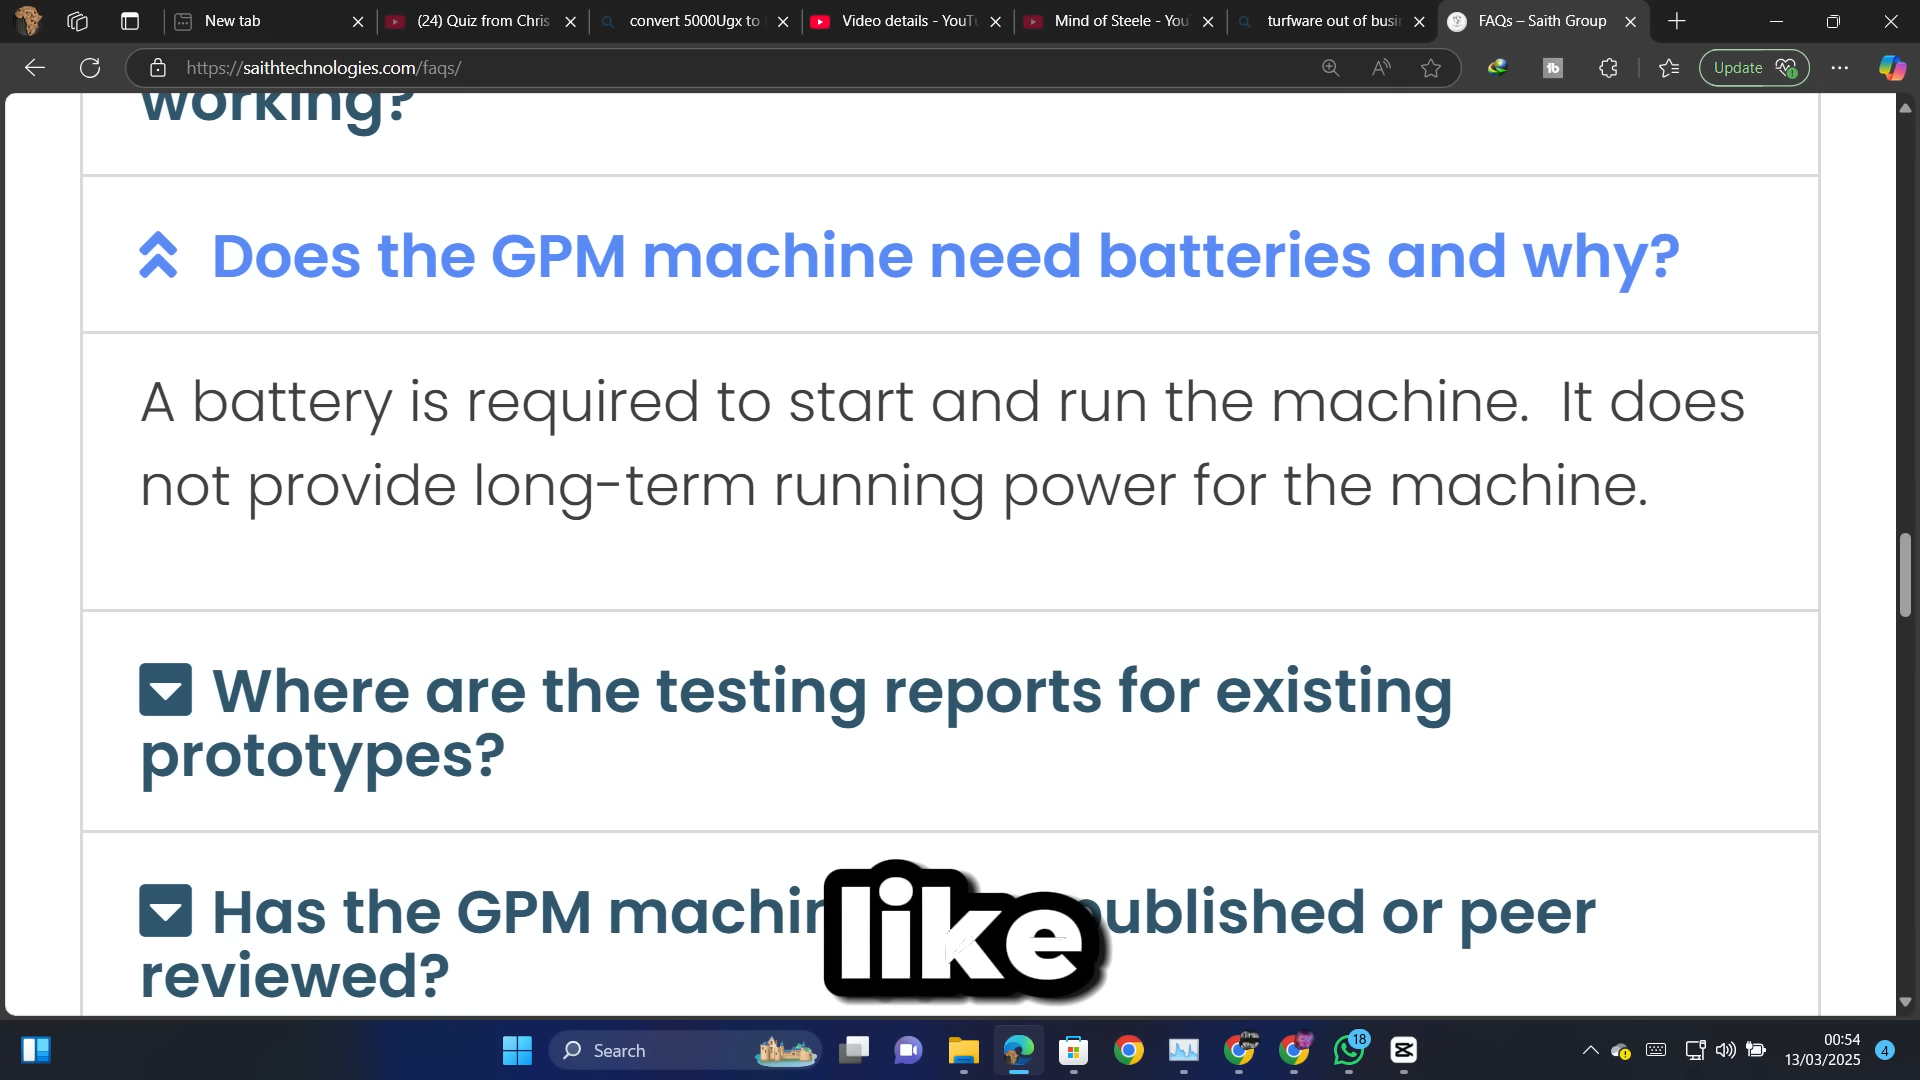 New tab
(24) Quiz from Chris
convert 5000Ugx to
Video details - YouTu
Mind of Steele - You
turfware out of busi
FAQs – Saith Group
https://saithtechnologies.com/faqs/
Update
working?
Does the GPM machine need batteries and why?
A battery is required to start and run the machine. It does
not provide long-term running power for the machine.
Where are the testing reports for existing
prototypes?
Has the GPM machin published or peer
reviewed?
like
Search
18
00:54
13/03/2025
4